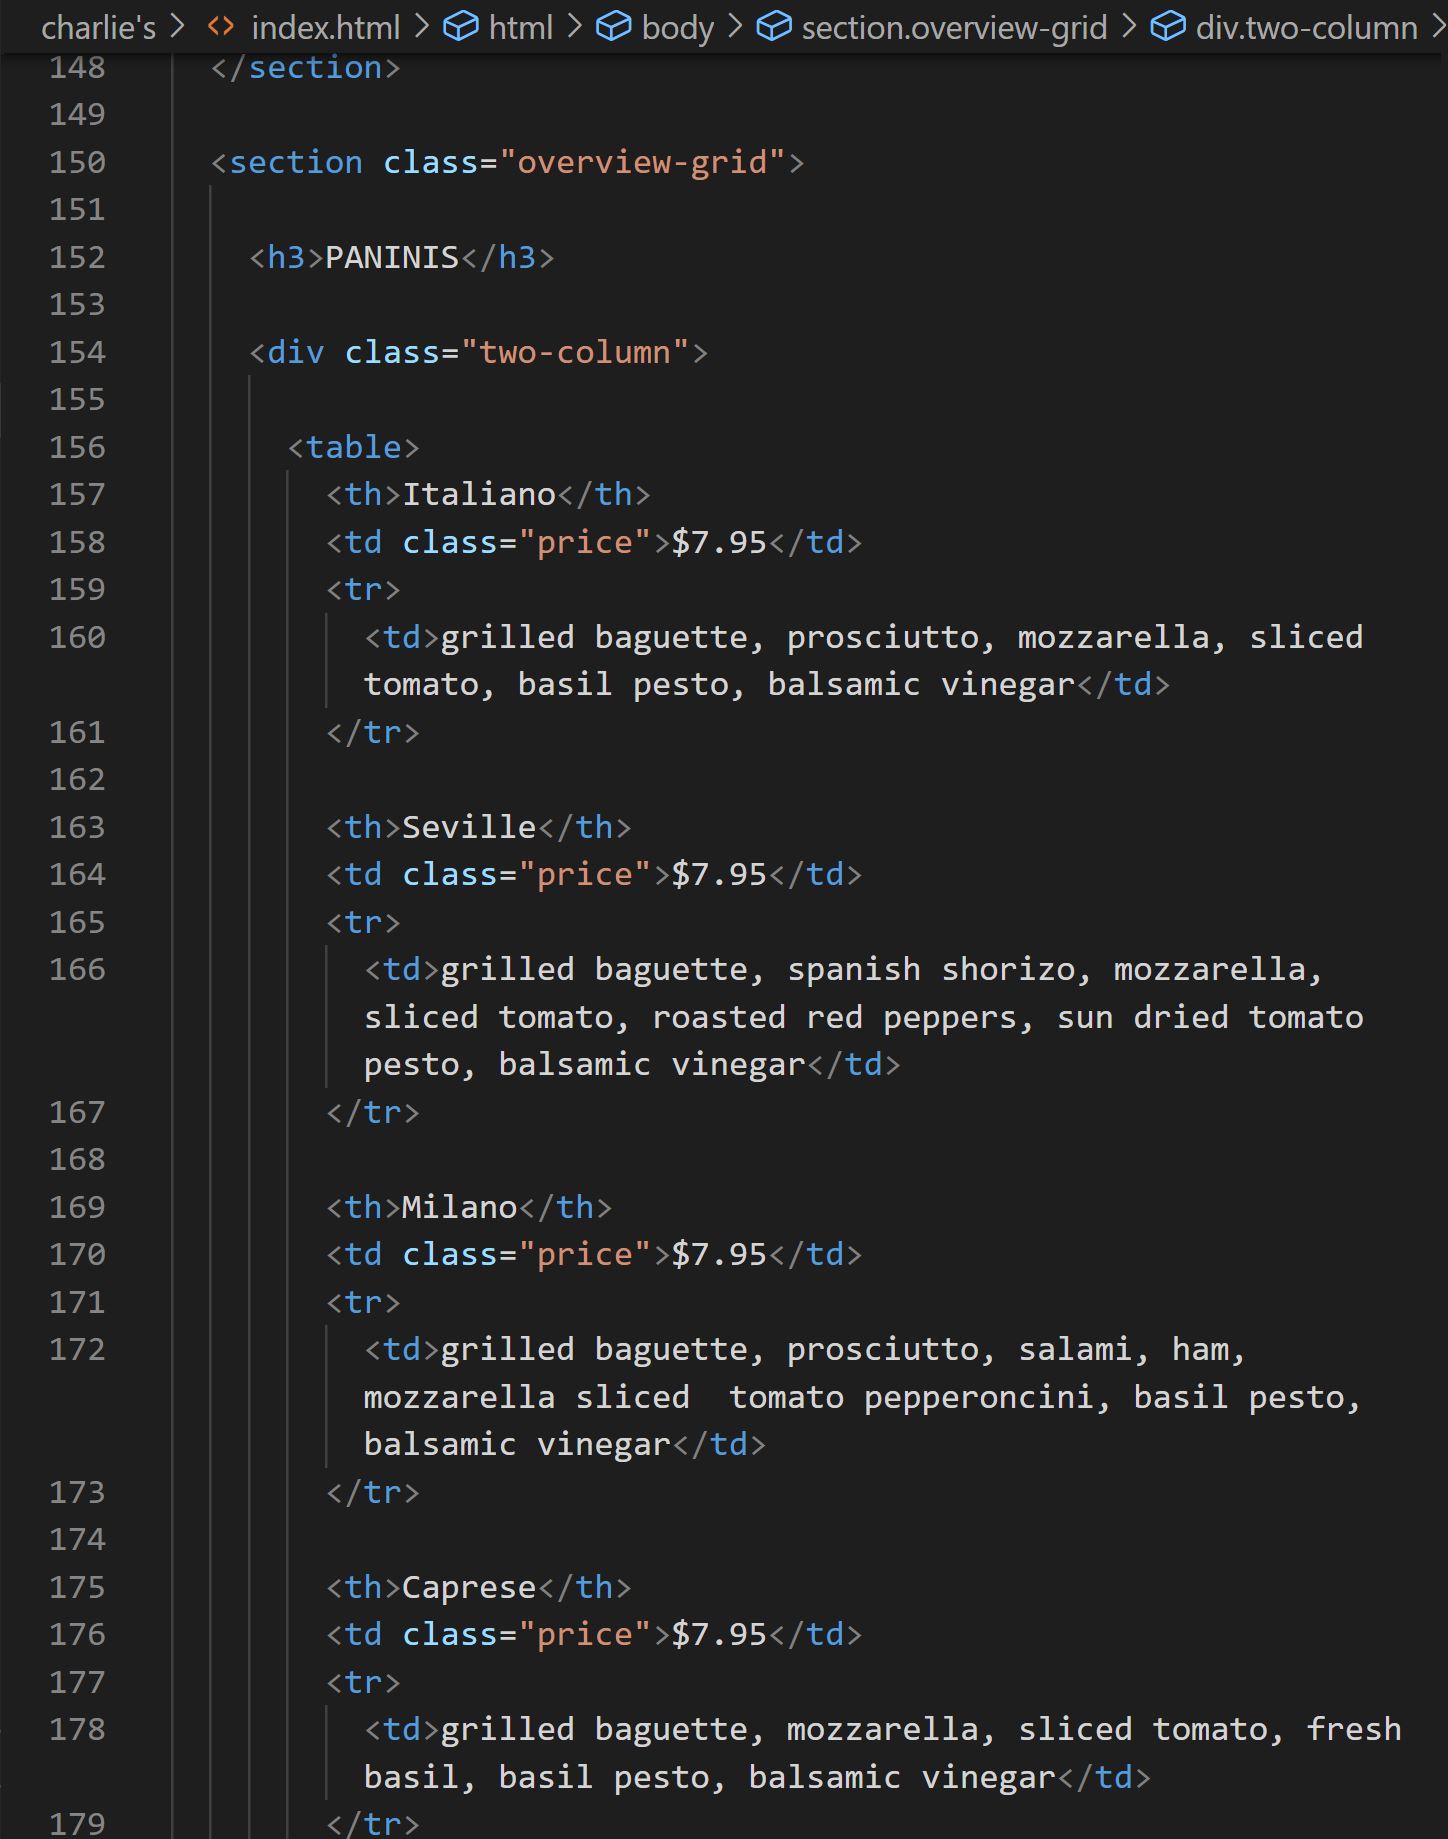 charlie's > <> index.html > html > body > section.overview-grid > div.two-column >
148 </section>
149
150 <section class="overview-grid">
151
152 <h3>PANINIS</h3>
153
154 <div class="two-column">
155
156 <table>
157 <th>Italiano</th>
158 <td class="price">$7.95</td>
159 <tr>
160 <td>grilled baguette, prosciutto, mozzarella, sliced
tomato, basil pesto, balsamic vinegar</td>
161 </tr>
162
163 <th>Seville</th>
164 <td class="price">$7.95</td>
165 <tr>
166 <td>grilled baguette, spanish shorizo, mozzarella,
sliced tomato, roasted red peppers, sun dried tomato
pesto, balsamic vinegar</td>
167 </tr>
168
169 <th>Milano</th>
170 <td class="price">$7.95</td>
171 <tr>
172 <td>grilled baguette, prosciutto, salami, ham,
mozzarella sliced  tomato pepperoncini, basil pesto,
balsamic vinegar</td>
173 </tr>
174
175 <th>Caprese</th>
176 <td class="price">$7.95</td>
177 <tr>
178 <td>grilled baguette, mozzarella, sliced tomato, fresh
basil, basil pesto, balsamic vinegar</td>
179 </tr>